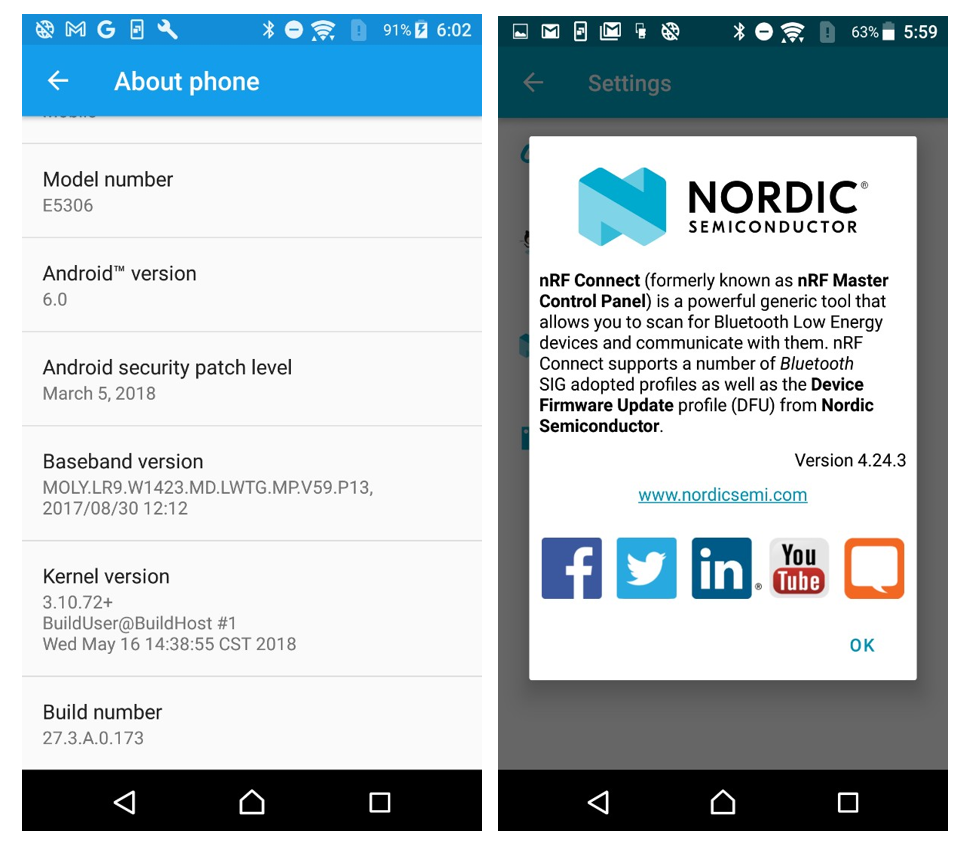 91% 6:02
About phone
Model number
E5306
Android™ version
6.0
Android security patch level
March 5, 2018
Baseband version
MOLY.LR9.W1423.MD.LWTG.MP.V59.P13,
2017/08/30 12:12
Kernel version
3.10.72+
BuildUser@BuildHost #1
Wed May 16 14:38:55 CST 2018
Build number
27.3.A.0.173
63% 5:59
Settings
NORDIC®
SEMICONDUCTOR
nRF Connect (formerly known as nRF Master
Control Panel) is a powerful generic tool that
allows you to scan for Bluetooth Low Energy
devices and communicate with them. nRF
Connect supports a number of Bluetooth
SIG adopted profiles as well as the Device
Firmware Update profile (DFU) from Nordic
Semiconductor.
Version 4.24.3
www.nordicsemi.com
f in® You Tube
OK